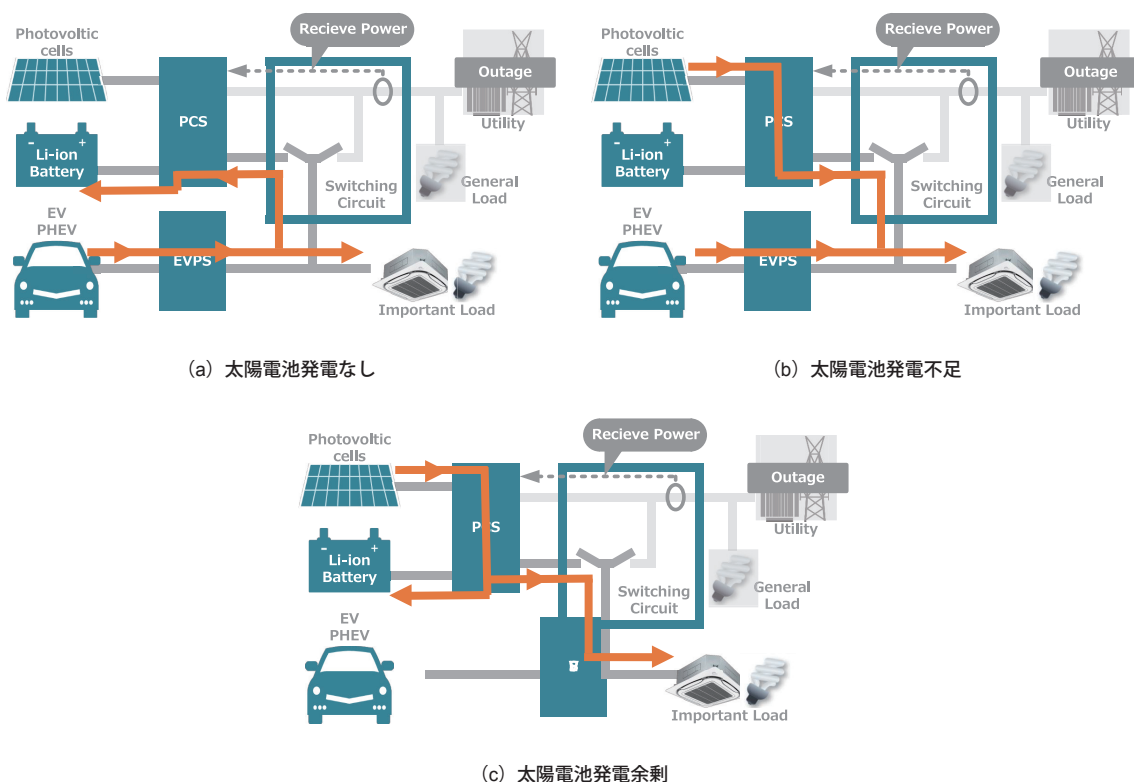 Recieve Power
Photovoltic
cells
Outage
Utility
PCS
- +
Li-ion
Battery
Switching
Circuit
General
Load
EV
PHEV
EVPS
Important Load
(a) 太陽電池発電なし
Recieve Power
Photovoltic
cells
Outage
Utility
PCS
- +
Li-ion
Battery
Switching
Circuit
General
Load
EV
PHEV
EVPS
Important Load
(b) 太陽電池発電不足
Recieve Power
Photovoltic
cells
Outage
Utility
PCS
- +
Li-ion
Battery
Switching
Circuit
General
Load
EV
PHEV
Important Load
(c) 太陽電池発電余剰